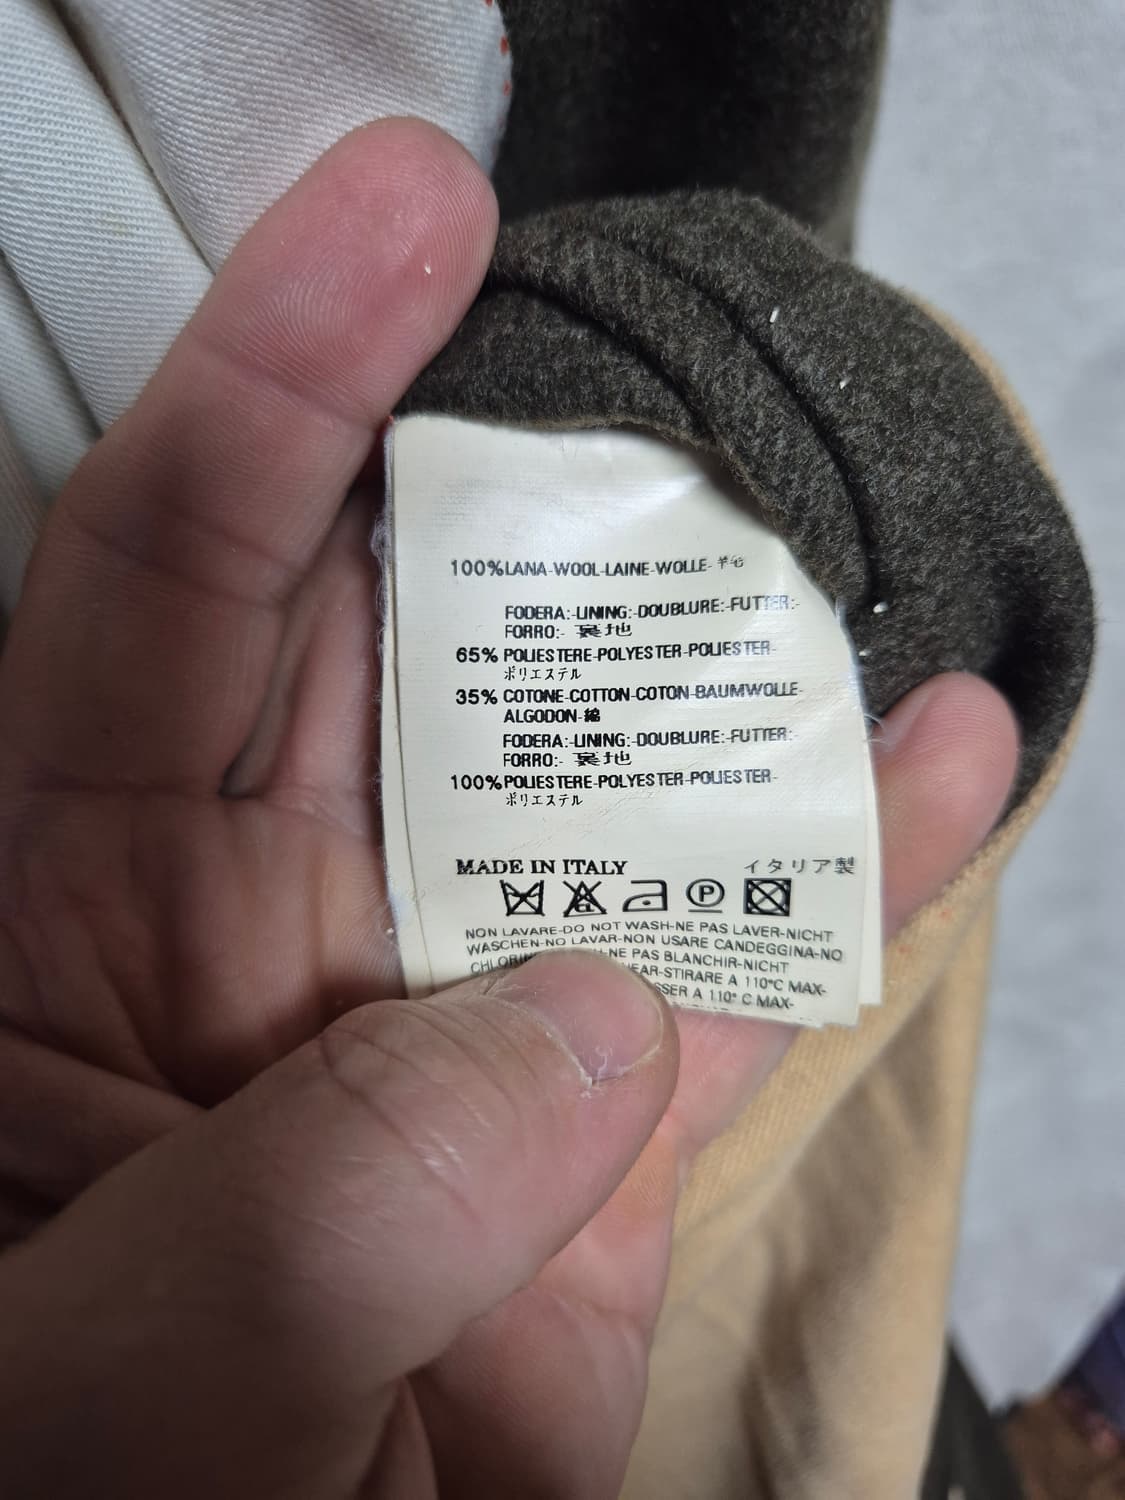 100% LANA-WOOL-LAINE-WOLLE-羊毛
FODERA:-LINING:-DOUBLURE:-FUTTER:-
FORRO:- 裏地
65% POLIESTERE-POLYESTER-POLIESTER-
ポリエステル
35% COTONE-COTTON-COTON-BAUMWOLLE-
ALGODON-綿
FODERA:-LINING:-DOUBLURE:-FUTTER:-
FORRO:- 裏地
100% POLIESTERE-POLYESTER-POLIESTER-
ポリエステル
MADE IN ITALY イタリア製
CL P
NON LAVARE-DO NOT WASH-NE PAS LAVER-NICHT
WASCHEN-NO LAVAR-NON USARE CANDEGGINA-NO
NE PAS BLANCHIR-NICHT
STIRARE A 110°C MAX-
A 110° C MAX-